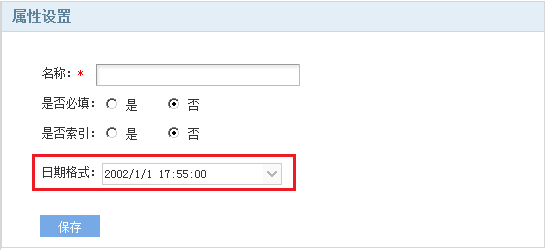 属性设置
名称：*
是否必填： 是 否
是否索引： 是 否
日期格式： 2002/1/1 17:55:00
保存